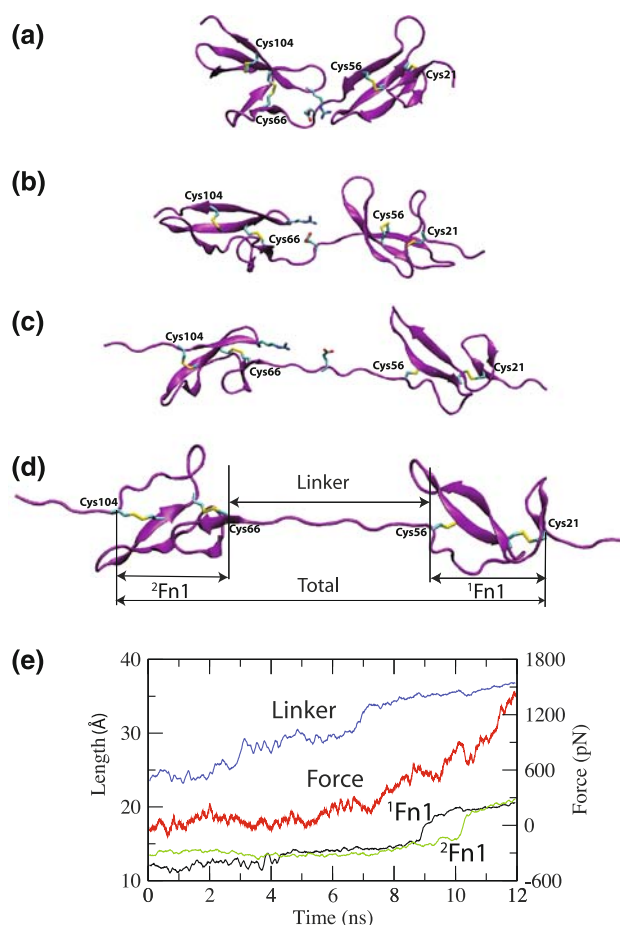 (a)
Cys104
Cys56
Cys21
Cys66
(b)
Cys104
Cys56
Cys21
Cys66
(c)
Cys104
Cys66
Cys56
Cys21
(d)
Linker
Cys104
Cys66
Cys56
Cys21
²Fn1
¹Fn1
Total
(e)
40
1800
Linker
30
1200
Length (Å)
Force
600
Force (pN)
20
¹Fn1
0
²Fn1
10
-600
0
2
4
6
8
10
12
Time (ns)